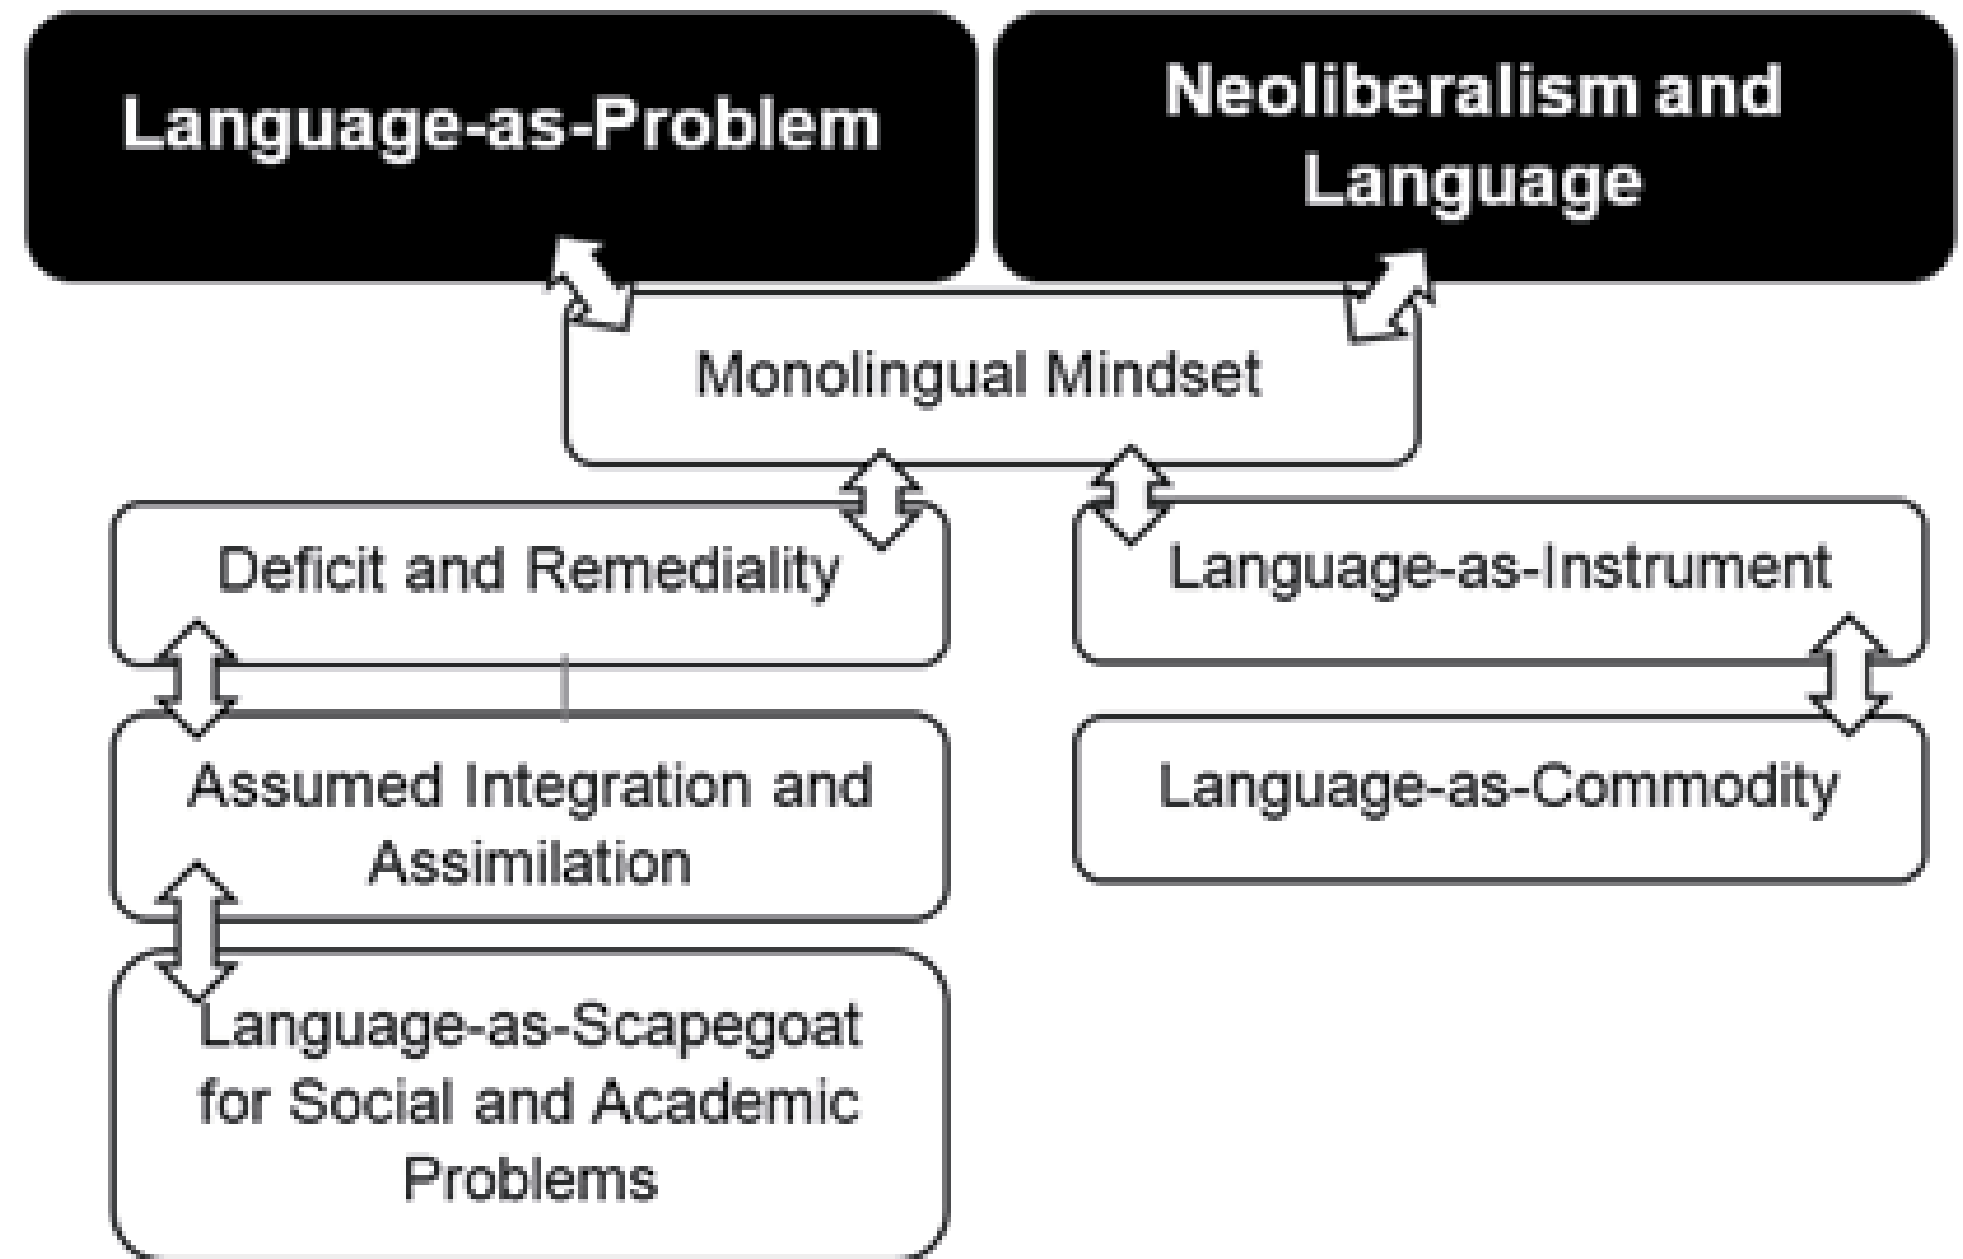 Language-as-Problem
Neoliberalism and
Language
Monolingual Mindset
Deficit and Remediality
Language-as-Instrument
Assumed Integration and
Assimilation
Language-as-Commodity
Language-as-Scapegoat
for Social and Academic
Problems